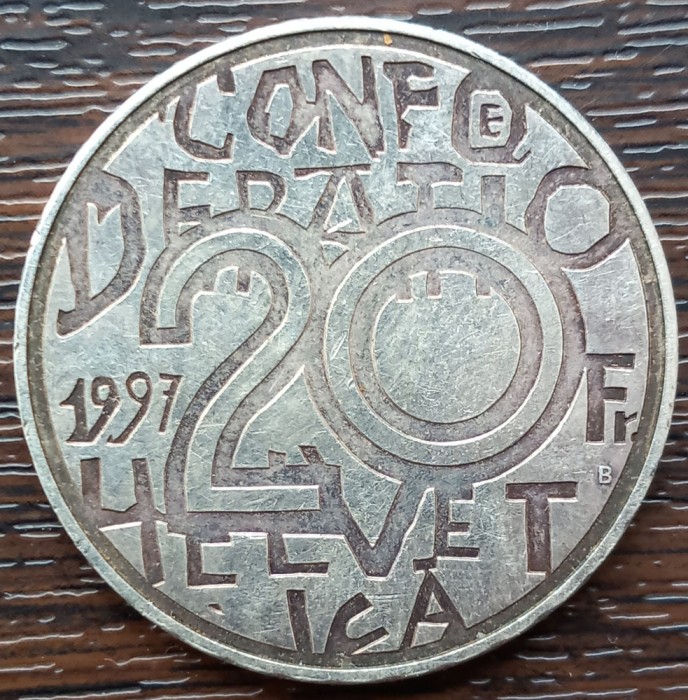 CONFOE
DERATIO
20
1997
Fr.
B
HELVET
ICA